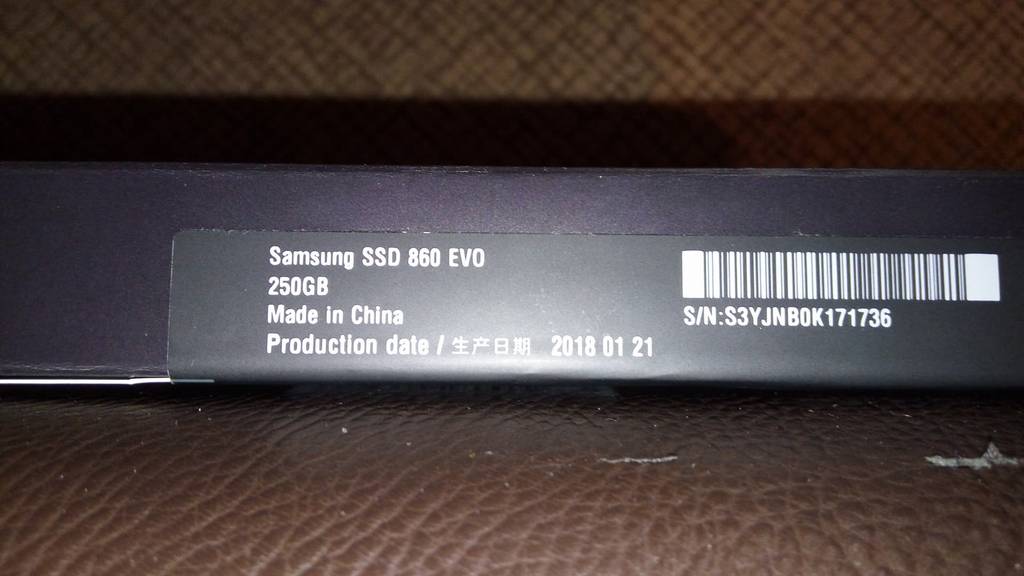 Samsung SSD 860 EVO
250GB
Made in China
Production date / 生产日期 2018 01 21
S/N:S3YJNB0K171736